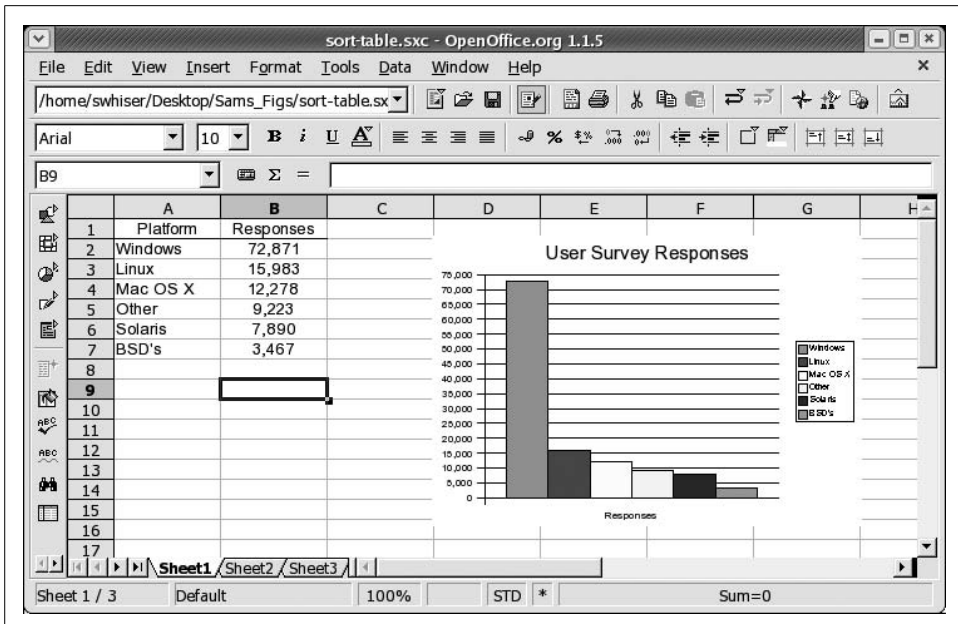 sort-table.sxc - OpenOffice.org 1.1.5
File Edit View Insert Format Tools Data Window Help
/home/swhiser/Desktop/Sams_Figs/sort-table.sx
Arial 10 B i U A
B9 Σ =
A B C D E F G H
1 Platform Responses
2 Windows 72,871
3 Linux 15,983
4 Mac OS X 12,278
5 Other 9,223
6 Solaris 7,890
7 BSD's 3,467
8
9
10
11
12
13
14
15
16
17
User Survey Responses
75,000
70,000
65,000
60,000
55,000
50,000
45,000
40,000
35,000
30,000
25,000
20,000
15,000
10,000
5,000
0
Responses
Windows
Linux
Mac OS X
Other
Solaris
BSD's
ABC
ABC
Sheet1 Sheet2 Sheet3
Sheet 1 / 3 Default 100% STD * Sum=0